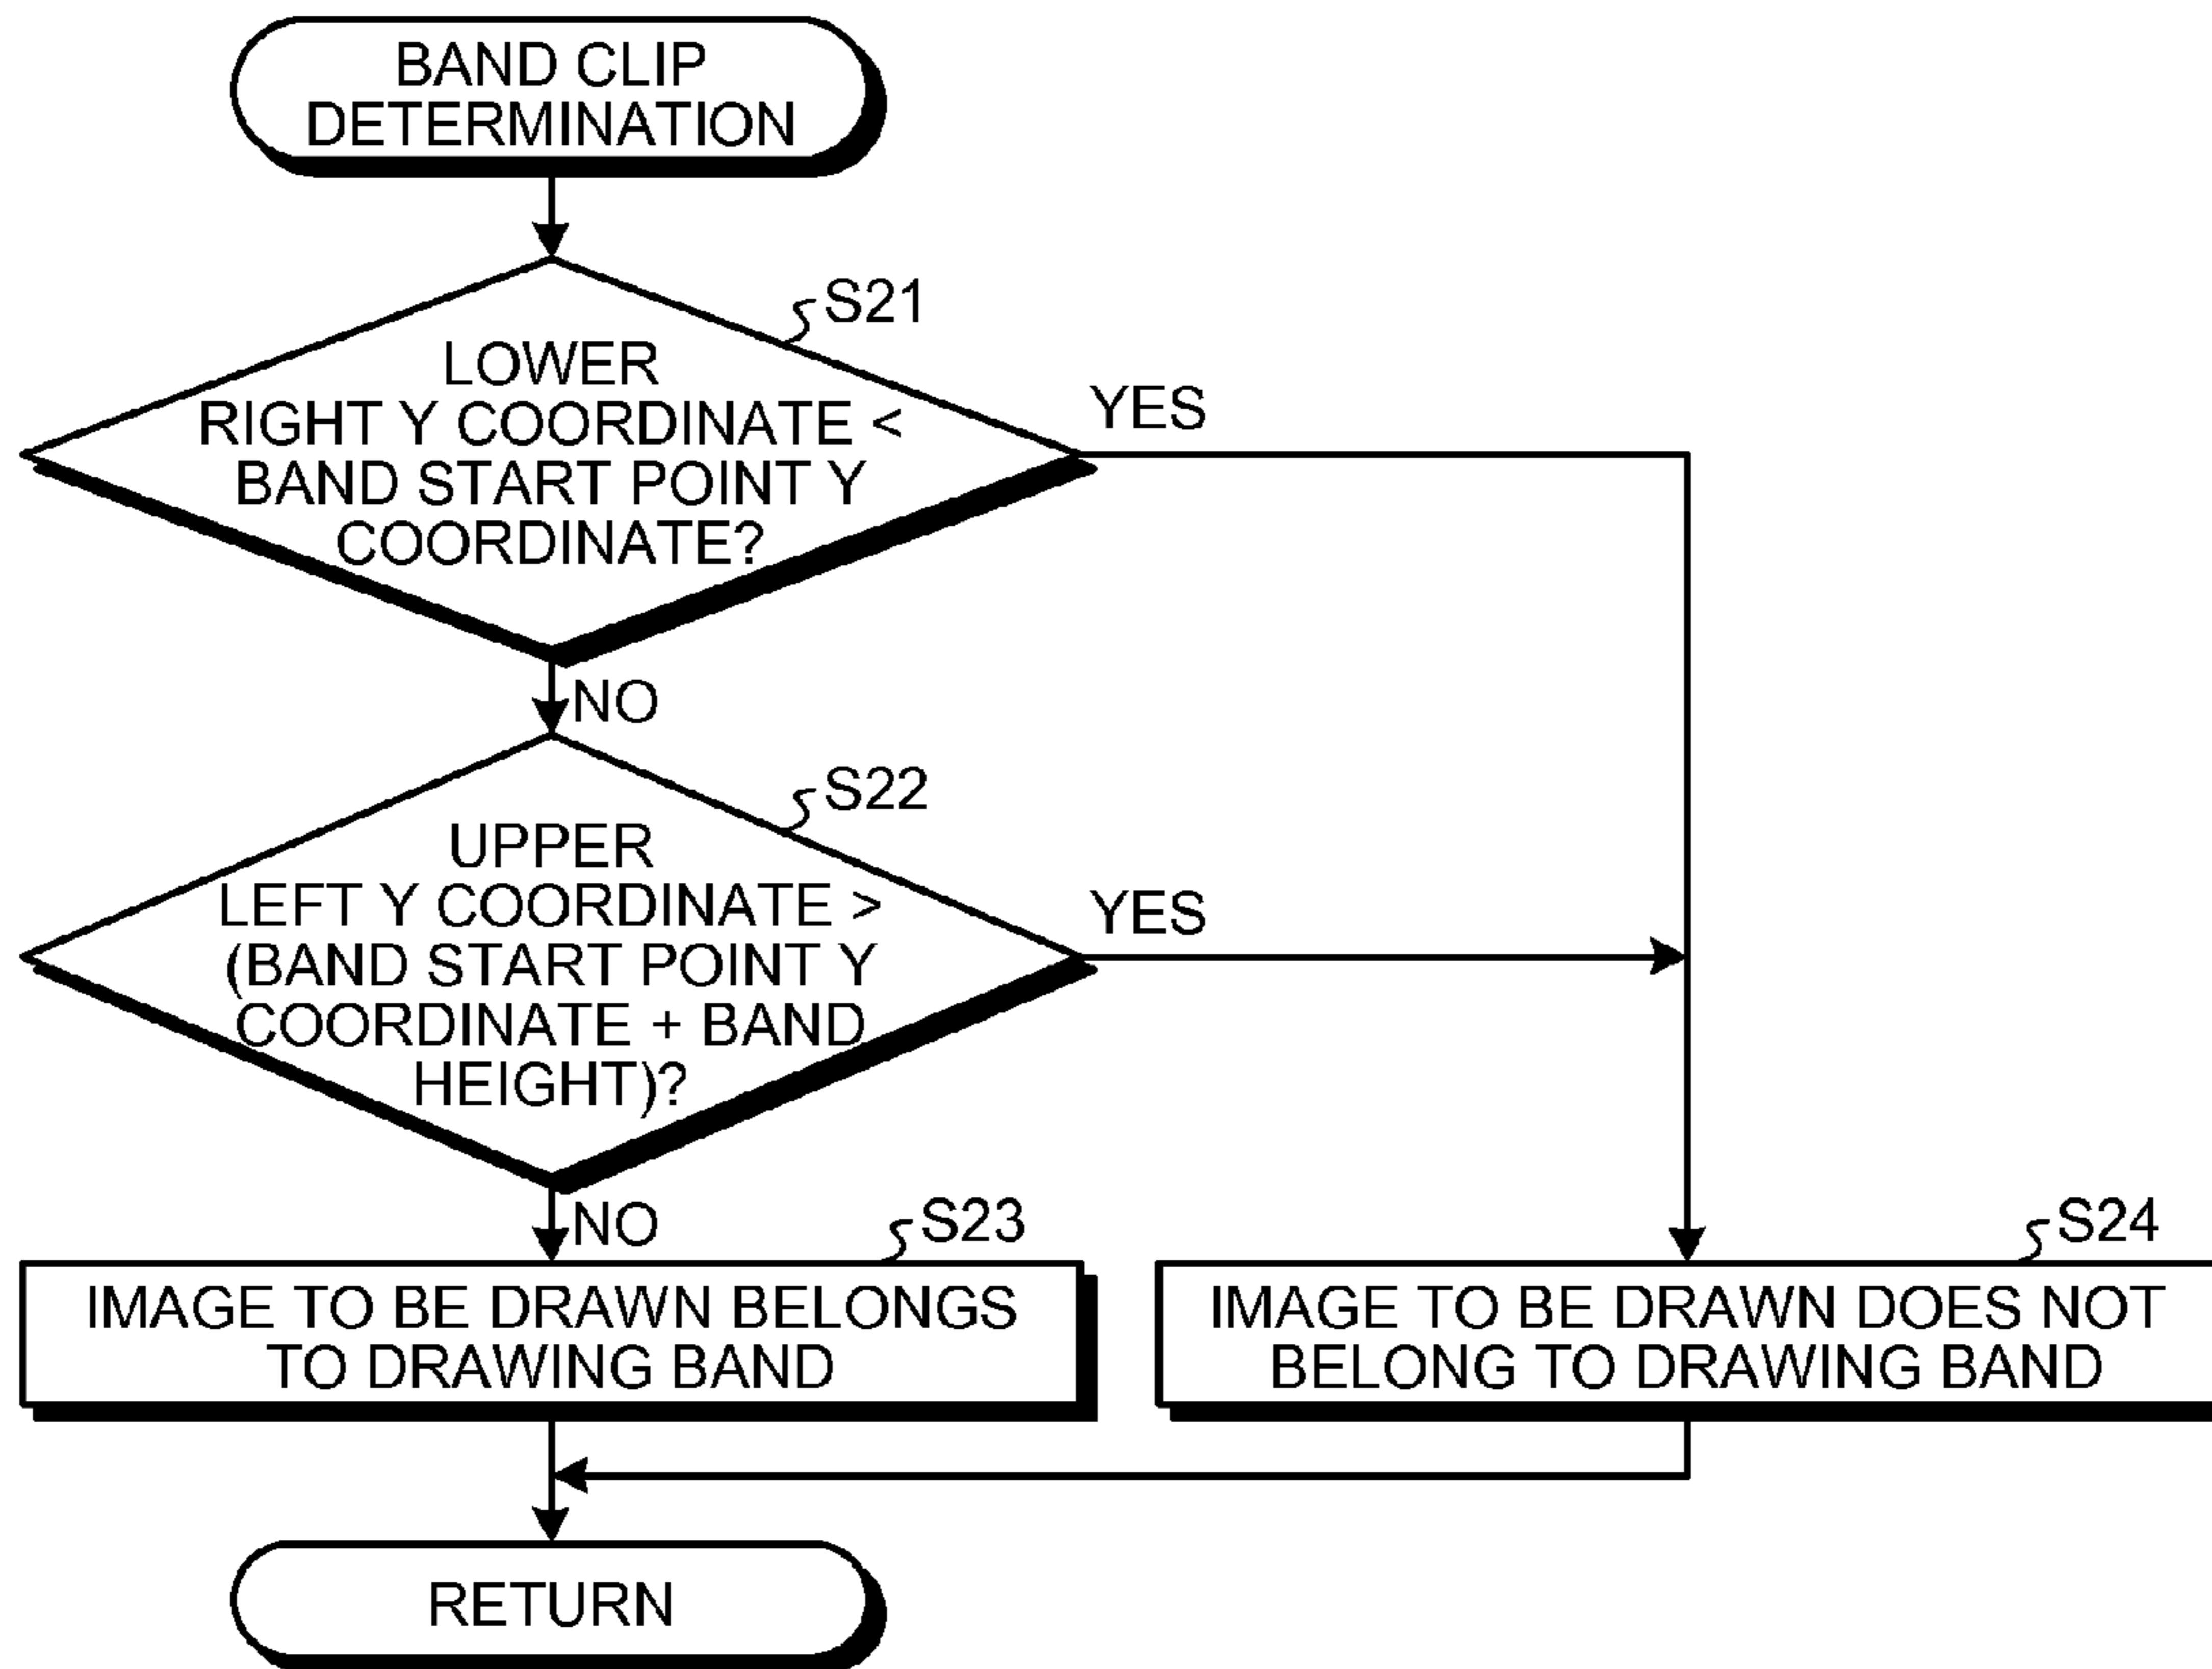 BAND CLIP
DETERMINATION
S21
LOWER
RIGHT Y COORDINATE <
BAND START POINT Y
COORDINATE?
YES
NO
S22
UPPER
LEFT Y COORDINATE >
(BAND START POINT Y
COORDINATE + BAND
HEIGHT)?
YES
NO
S23
IMAGE TO BE DRAWN BELONGS
TO DRAWING BAND
S24
IMAGE TO BE DRAWN DOES NOT
BELONG TO DRAWING BAND
RETURN